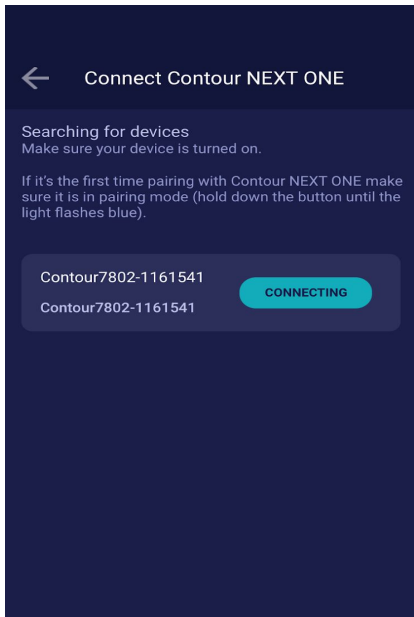 Connect Contour NEXT ONE
Searching for devices
Make sure your device is turned on.
If it's the first time pairing with Contour NEXT ONE make
sure it is in pairing mode (hold down the button until the
light flashes blue).
Contour7802-1161541
CONNECTING
Contour7802-1161541